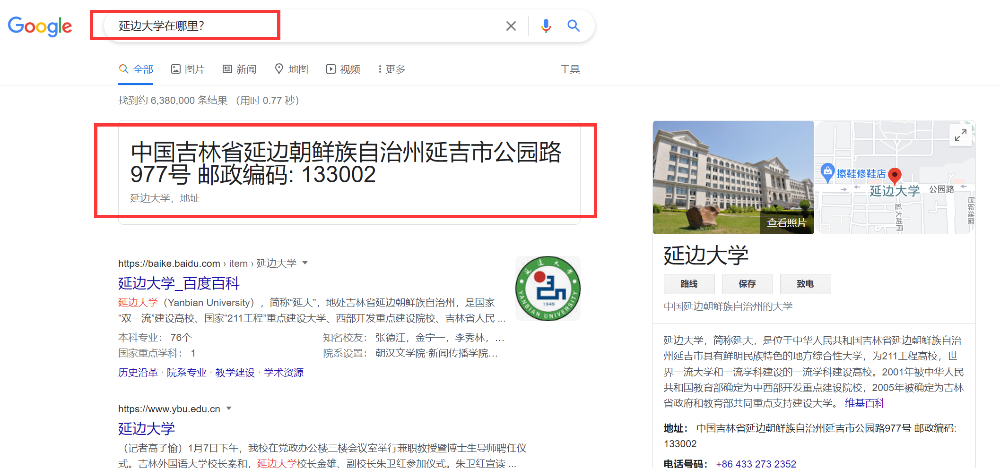 Google
延边大学在哪里?
全部 图片 新闻 地图 视频 更多 工具
找到约 6,380,000 条结果 (用时 0.77 秒)
中国吉林省延边朝鲜族自治州延吉市公园路
977号 邮政编码: 133002
延边大学，地址
https://baike.baidu.com › item › 延边大学
延边大学_百度百科
延边大学（Yanbian University），简称“延大”，地处吉林省延边朝鲜族自治州，是国家
“双一流”建设高校、国家“211工程”重点建设大学、西部开发重点建设院校、吉林省人民 ...
本科专业： 76个 知名校友： 张德江，金宁一，李秀林，…
国家重点学科： 1 院系设置： 朝汉文学院·新闻传播学院…
历史沿革 · 院系专业 · 教学建设 · 学术资源
延边大学
YANBIAN UNIVERSITY
1949
https://www.ybu.edu.cn
延边大学
（记者高子愉）1月7日下午，我校在党政办公楼三楼会议室举行兼职教授暨博士生导师聘任仪
式。吉林外国语大学校长秦和，延边大学校长金雄、副校长朱卫红参加仪式。朱卫红宣读 ...
查看照片
擦鞋修鞋店
延边大学
公园路
延大胡同
园彩胡同
延边大学
路线 保存 致电
中国延边朝鲜族自治州的大学
延边大学，简称延大，是位于中华人民共和国吉林省延边朝鲜族自治
州延吉市具有鲜明民族特色的地方综合性大学，为211工程高校，世
界一流大学和一流学科建设的一流学科建设高校。2001年被中华人民
共和国教育部确定为中西部开发重点建设院校，2005年被确定为吉林
省政府和教育部共同重点支持建设大学。 维基百科
地址： 中国吉林省延边朝鲜族自治州延吉市公园路977号 邮政编码:
133002
电话号码： +86 433 273 2352